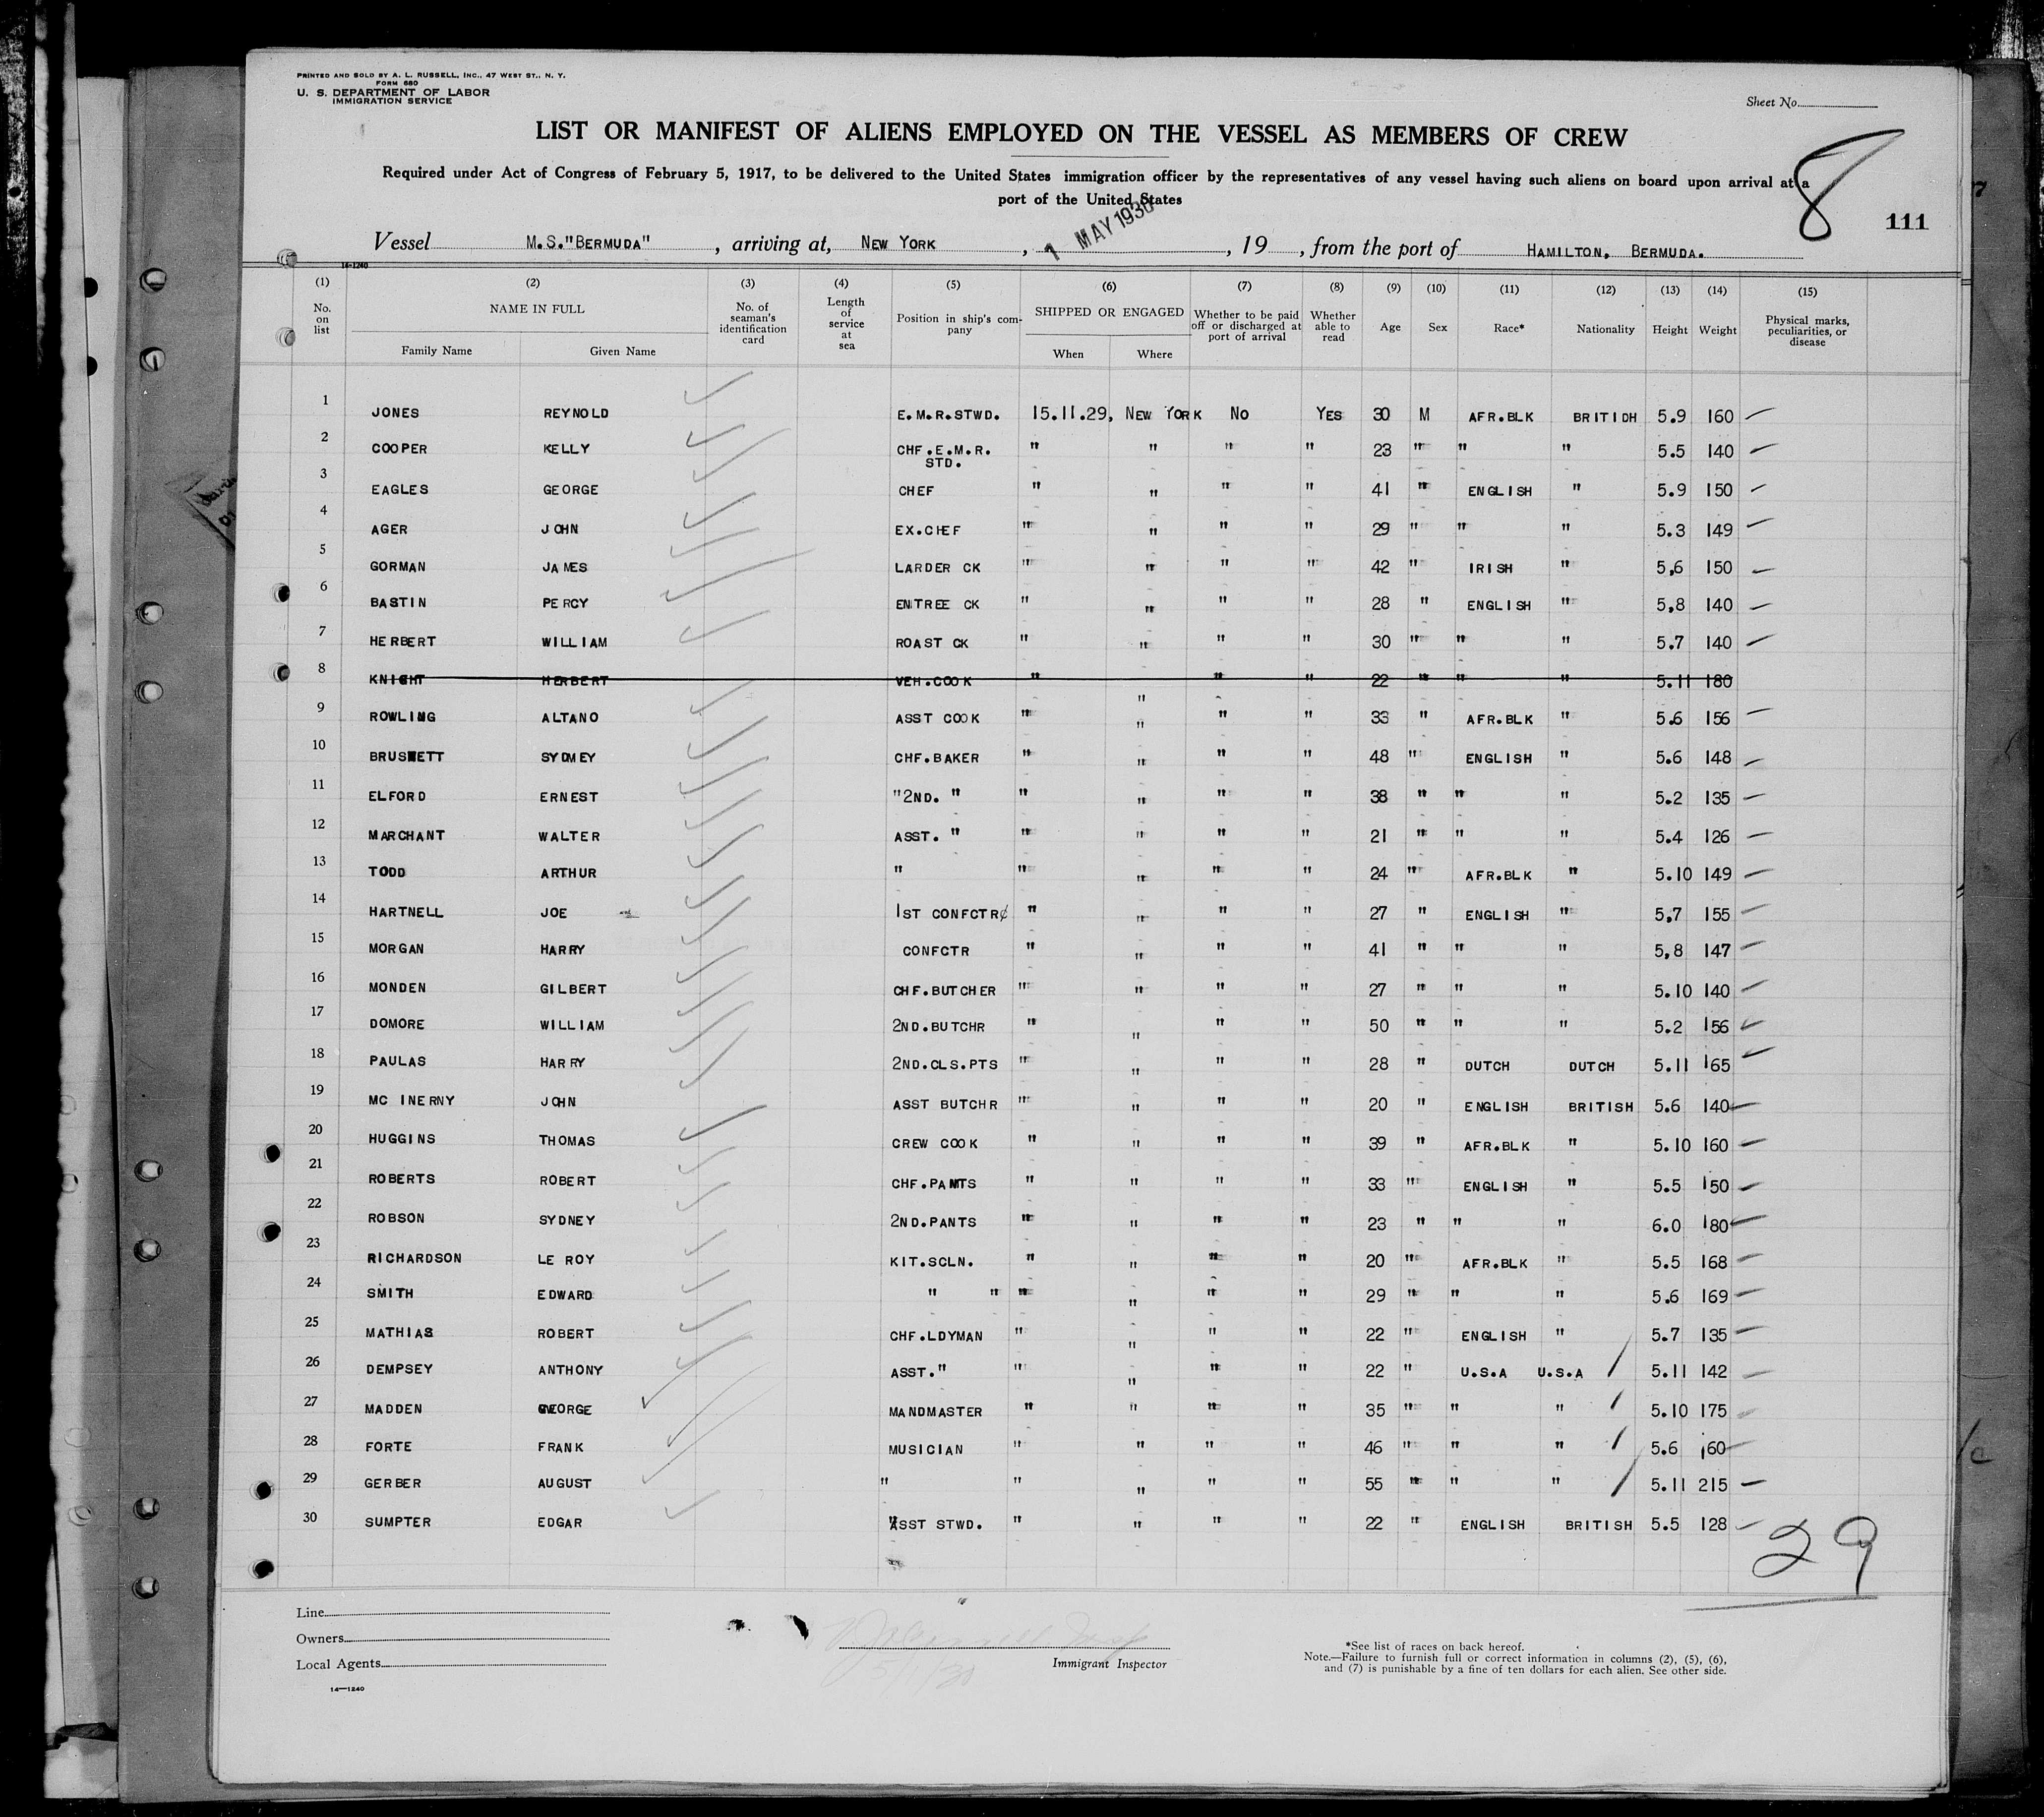 PRINTED AND SOLD BY A. L. RUSSELL, INC., 47 WEST ST., N. Y.
FORM 680
U. S. DEPARTMENT OF LABOR
IMMIGRATION SERVICE
Sheet No.
LIST OR MANIFEST OF ALIENS EMPLOYED ON THE VESSEL AS MEMBERS OF CREW
8
Required under Act of Congress of February 5, 1917, to be delivered to the United States immigration officer by the representatives of any vessel having such aliens on board upon arrival at a
port of the United States
111
Vessel M.S."BERMUDA" , arriving at, NEW YORK , 1 MAY 1930 , 19 , from the port of HAMILTON, BERMUDA.
14-1240
(1) (2) (3) (4) (5) (6) (7) (8) (9) (10) (11) (12) (13) (14) (15)
No. on list NAME IN FULL Family Name Given Name No. of seaman's identification card Length of service at sea Position in ship's company SHIPPED OR ENGAGED When Where Whether to be paid off or discharged at port of arrival Whether able to read Age Sex Race* Nationality Height Weight Physical marks, peculiarities, or disease
1 JONES REYNOLD E.M.R.STWD. 15.11.29, NEW YORK NO YES 30 M AFR.BLK BRITIDH 5.9 160
2 COOPER KELLY CHF.E.M.R. STD. " " " " 23 " " " 5.5 140
3 EAGLES GEORGE CHEF " " " " 41 " ENGLISH " 5.9 150
4 AGER JOHN EX.CHEF " " " " 29 " " " 5.3 149
5 GORMAN JAMES LARDER CK " " " " 42 " IRISH " 5,6 150
6 BASTIN PERCY ENTREE CK " " " " 28 " ENGLISH " 5,8 140
7 HERBERT WILLIAM ROAST CK " " " " 30 " " " 5.7 140
8 KNIGHT HERBERT VEH.COOK " " " " 22 " " " 5.11 180
9 ROWLING ALTANO ASST COOK " " " " 33 " AFR.BLK " 5.6 156
10 BRUSNETT SYDMEY CHF.BAKER " " " " 48 " ENGLISH " 5.6 148
11 ELFORD ERNEST "2ND. " " " " " 38 " " " 5.2 135
12 MARCHANT WALTER ASST. " " " " " 21 " " " 5.4 126
13 TODD ARTHUR " " " " " 24 " AFR.BLK " 5.10 149
14 HARTNELL JOE 1ST CONFCTR " " " " 27 " ENGLISH " 5,7 155
15 MORGAN HARRY CONFCTR " " " " 41 " " " 5,8 147
16 MONDEN GILBERT CHF.BUTCHER " " " " 27 " " " 5.10 140
17 DOMORE WILLIAM 2ND.BUTCHR " " " " 50 " " " 5.2 156
18 PAULAS HARRY 2ND.CLS.PTS " " " " 28 " DUTCH DUTCH 5.11 165
19 MC INERNY JOHN ASST BUTCHR " " " " 20 " ENGLISH BRITISH 5.6 140
20 HUGGINS THOMAS CREW COOK " " " " 39 " AFR.BLK " 5.10 160
21 ROBERTS ROBERT CHF.PANTS " " " " 33 " ENGLISH " 5.5 150
22 ROBSON SYDNEY 2ND.PANTS " " " " 23 " " " 6.0 180
23 RICHARDSON LE ROY KIT.SCLN. " " " " 20 " AFR.BLK " 5.5 168
24 SMITH EDWARD " " " " " " 29 " " " 5.6 169
25 MATHIAS ROBERT CHF.LDYMAN " " " " 22 " ENGLISH " 5.7 135
26 DEMPSEY ANTHONY ASST." " " " " 22 " U.S.A U.S.A 5.11 142
27 MADDEN GEORGE MANDMASTER " " " " 35 " " " 5.10 175
28 FORTE FRANK MUSICIAN " " " " 46 " " " 5.6 160
29 GERBER AUGUST " " " " " 55 " " " 5.11 215
30 SUMPTER EDGAR ASST STWD. " " " " 22 " ENGLISH BRITISH 5.5 128
29
Line
Owners
Local Agents
Immigrant Inspector
*See list of races on back hereof.
Note.—Failure to furnish full or correct information in columns (2), (5), (6),
and (7) is punishable by a fine of ten dollars for each alien. See other side.
14—1240